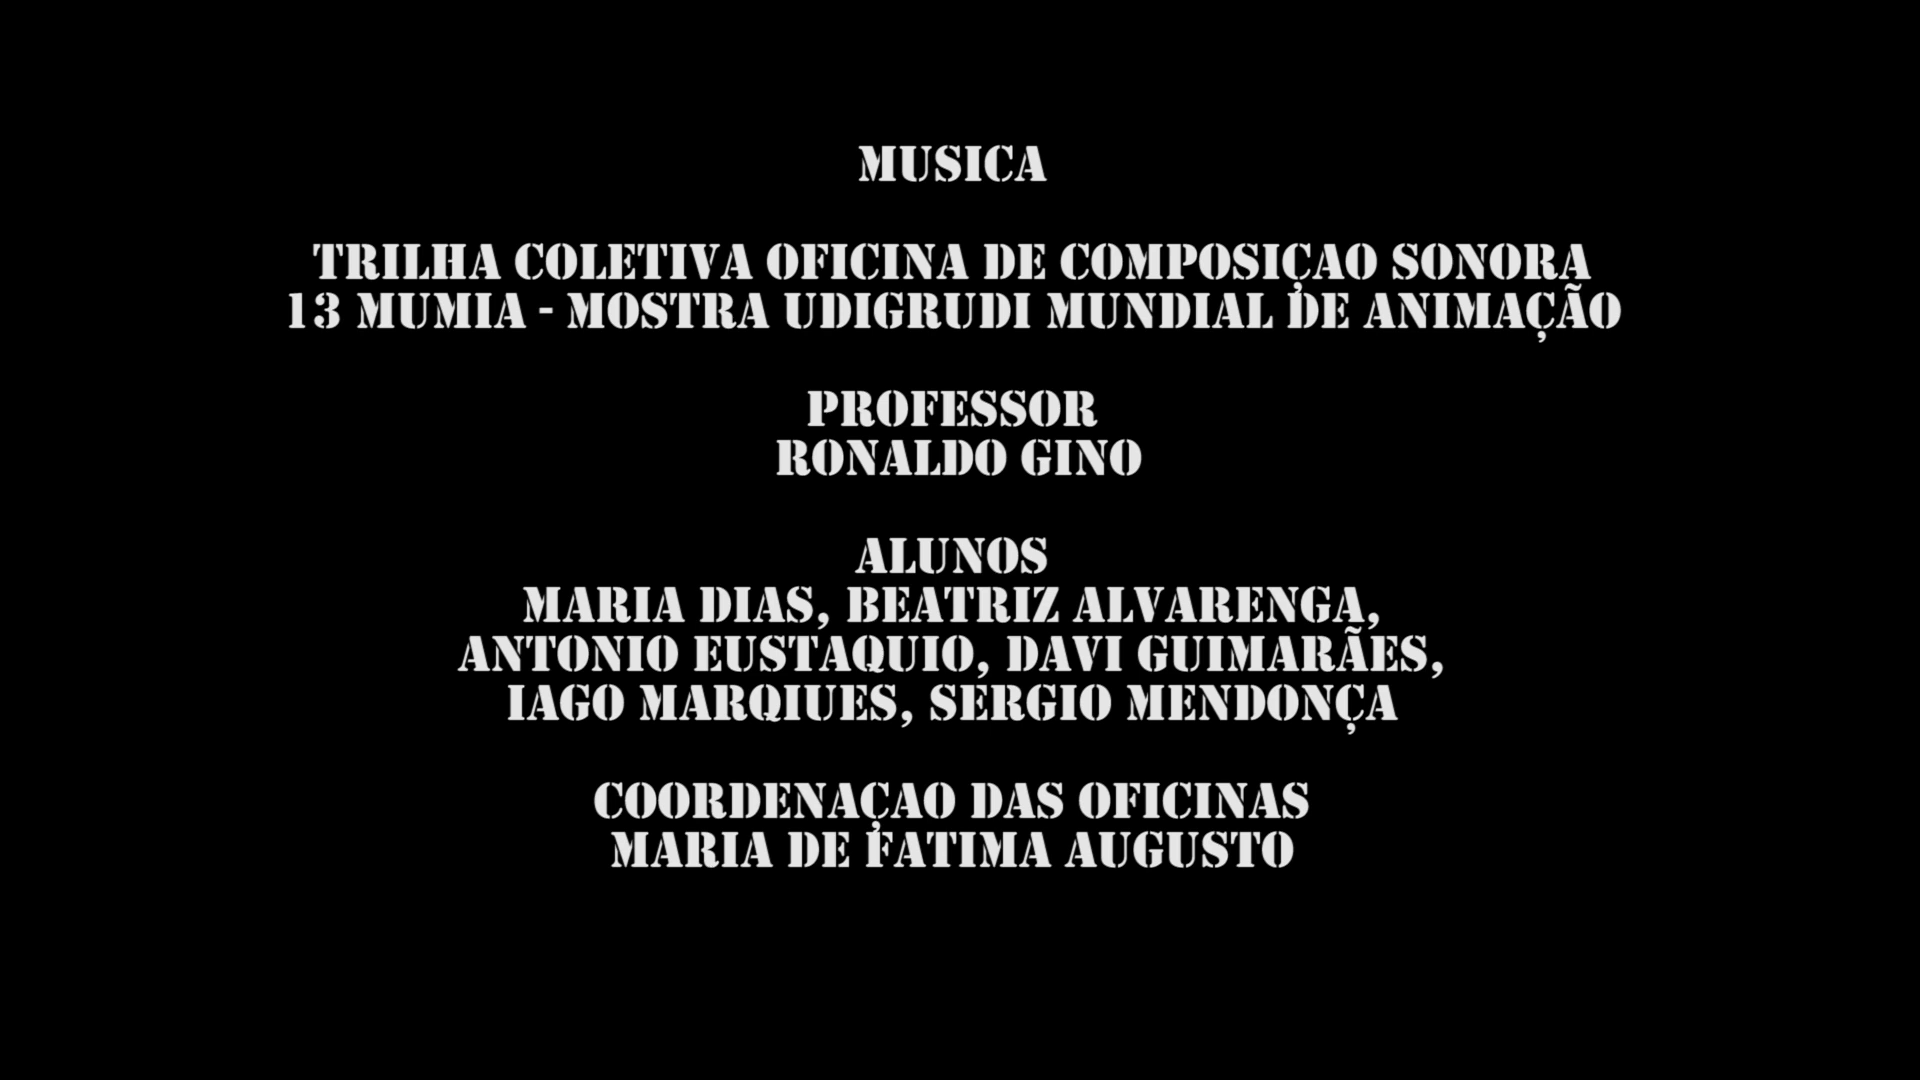 MUSICA
TRILHA COLETIVA OFICINA DE COMPOSIÇAO SONORA
13 MUMIA - MOSTRA UDIGRUDI MUNDIAL DE ANIMAÇÃO
PROFESSOR
RONALDO GINO
ALUNOS
MARIA DIAS, BEATRIZ ALVARENGA,
ANTONIO EUSTAQUIO, DAVI GUIMARÃES,
IAGO MARQIUES, SERGIO MENDONÇA
COORDENAÇAO DAS OFICINAS
MARIA DE FATIMA AUGUSTO